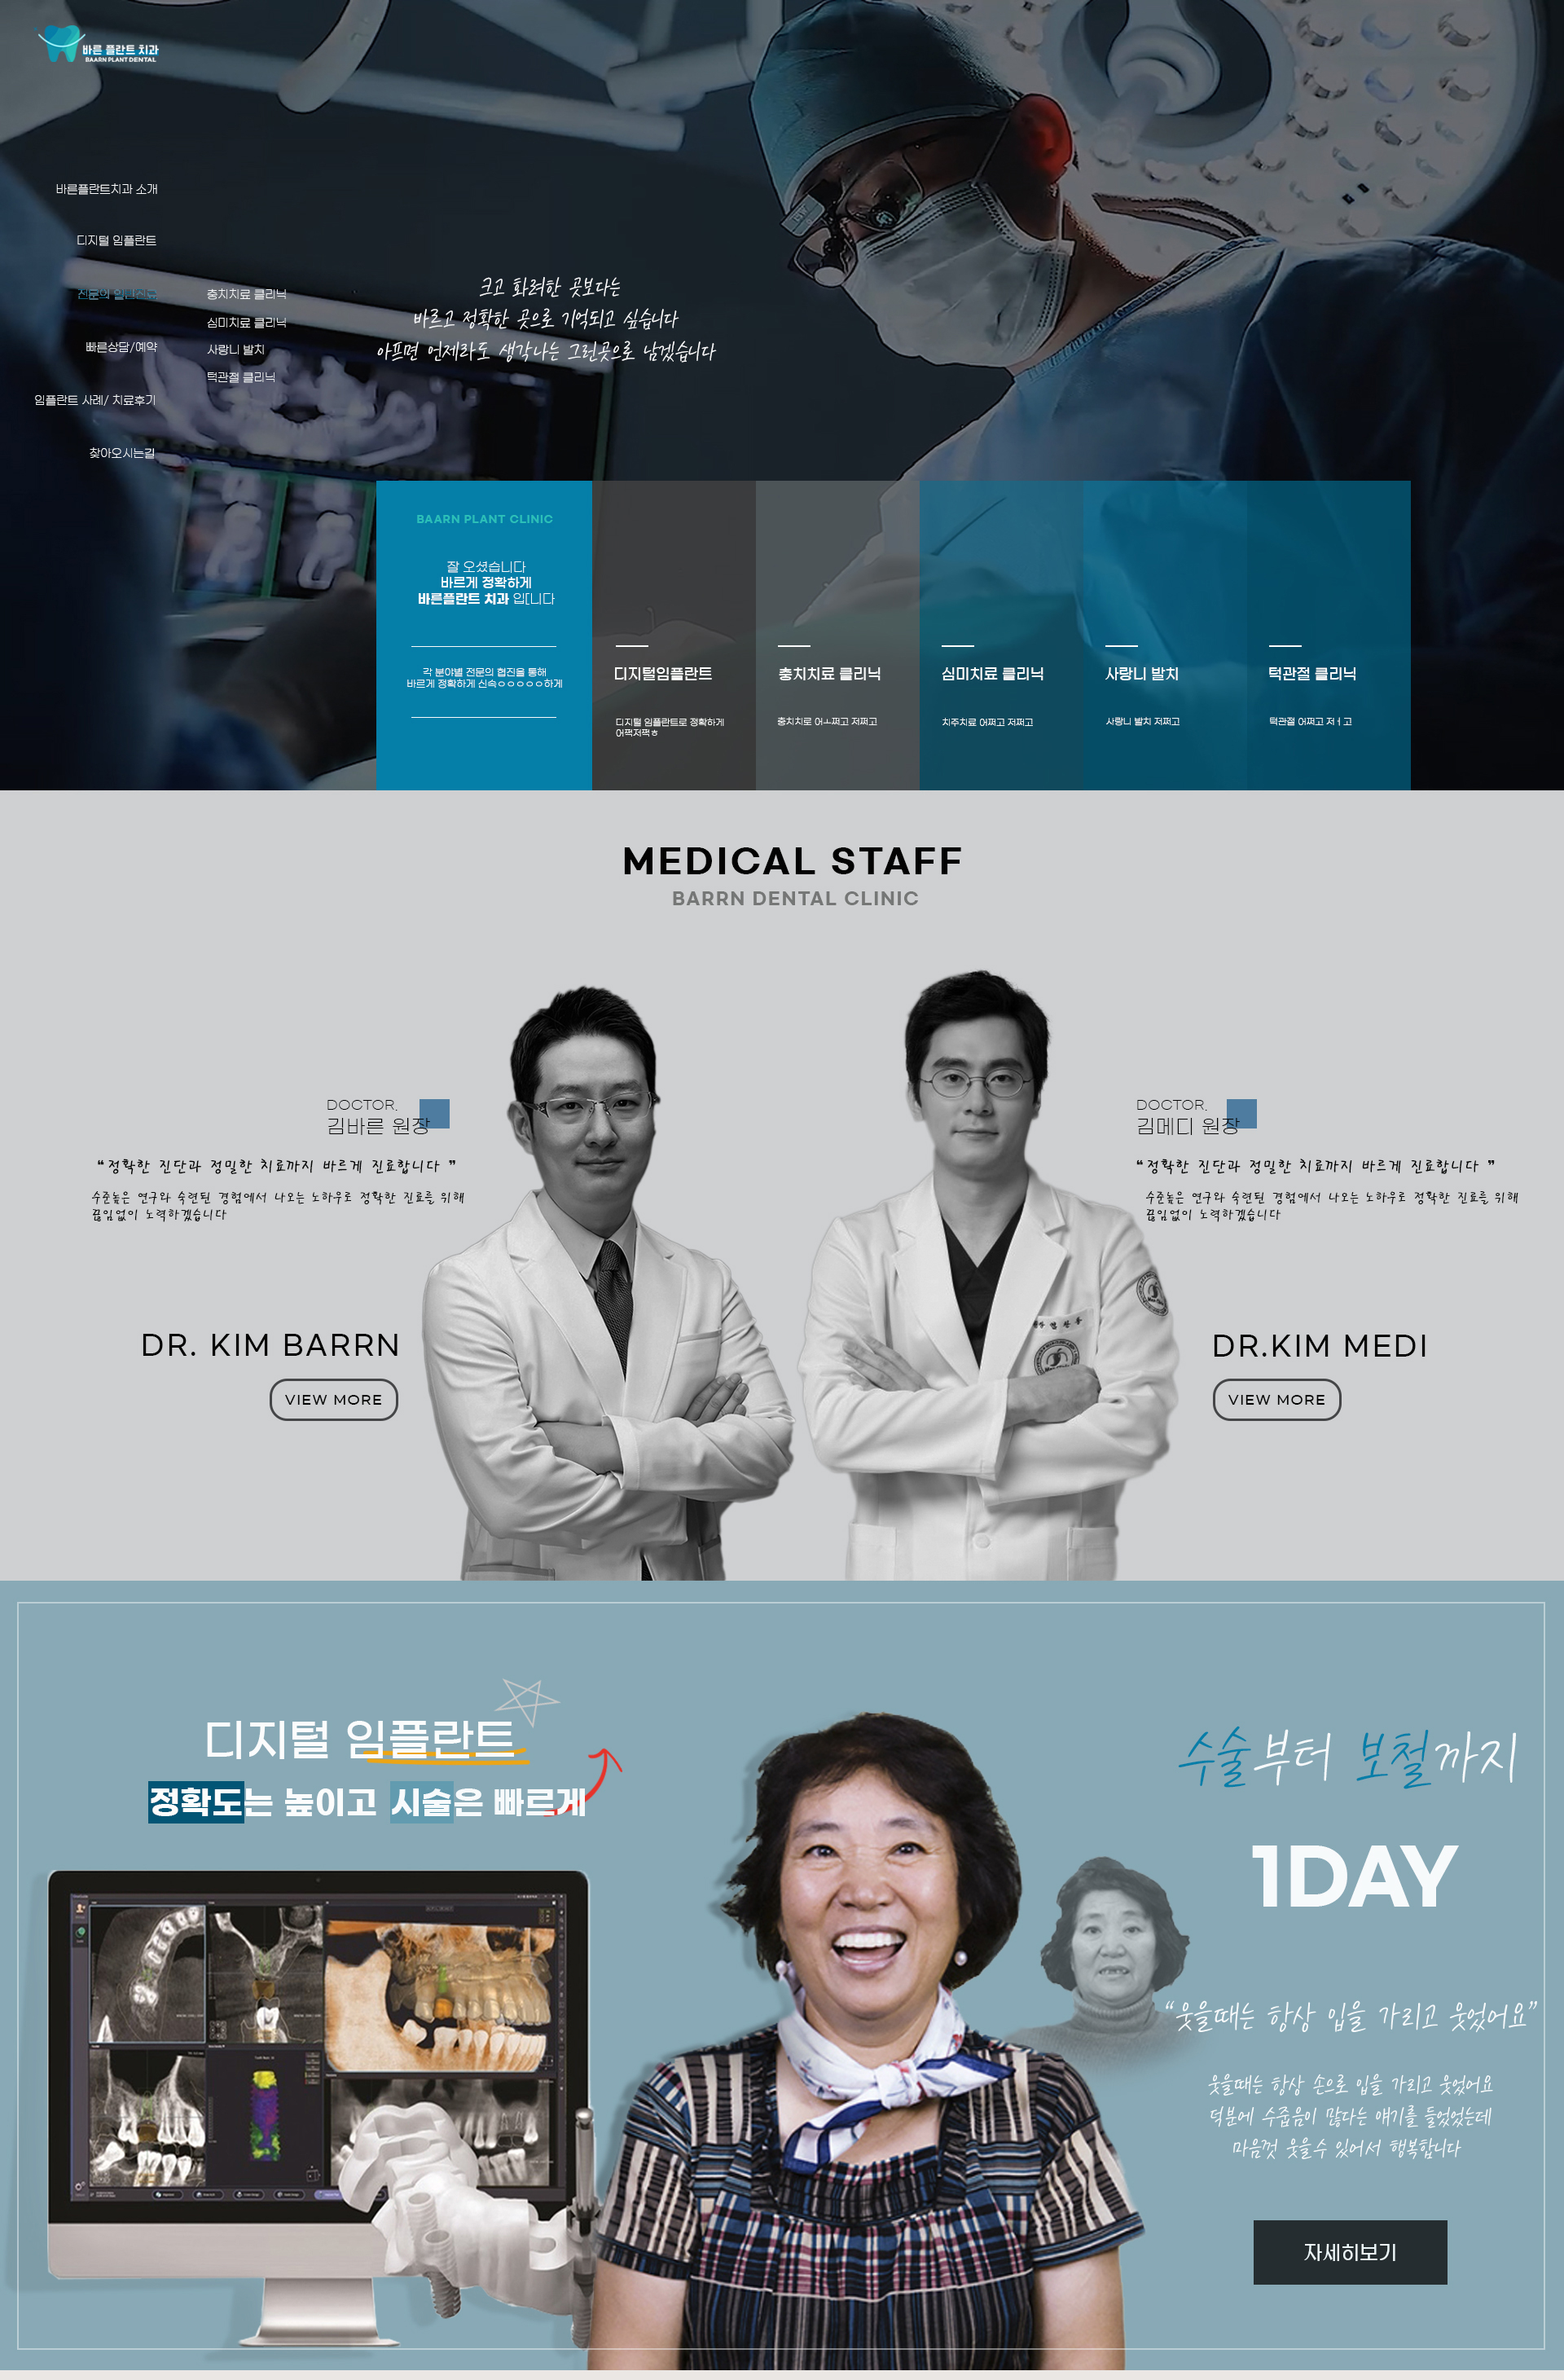 바른 플란트 치과
BAARN PLANT DENTAL
바른플란트치과 소개
디지털 임플란트
전문의 일반진료
빠른상담/예약
임플란트 사례/ 치료후기
찾아오시는길
충치치료 클리닉
심미치료 클리닉
사랑니 발치
턱관절 클리닉
크고 화려한 곳보다는
바르고 정확한 곳으로 기억되고 싶습니다
아프면 언제라도 생각나는 그런곳으로 남겠습니다
BAARN PLANT CLINIC
잘 오셨습니다
바르게 정확하게
바른플란트 치과 입니다
각 분야별 전문의 협진을 통해
바르게 정확하게 신속ㅇㅇㅇㅇㅇ하게
디지털임플란트
디지털 임플란트로 정확하게
어쩍저쩍ㅎ
충치치료 클리닉
충치치로 어ㅗ쩌고 저쩌고
심미치료 클리닉
치주치료 어쩌고 저쩌고
사랑니 발치
사랑니 발치 저쩌고
턱관절 클리닉
턱관절 어쩌고 저ㅕ고
MEDICAL STAFF
BARRN DENTAL CLINIC
DOCTOR.
김바른 원장
❝정확한 진단과 정밀한 치료까지 바르게 진료합니다 ❞
수준높은 연구와 숙련된 경험에서 나오는 노하우로 정확한 진료를 위해
끊임없이 노력하겠습니다
DR. KIM BARRN
VIEW MORE
DOCTOR.
김메디 원장
❝정확한 진단과 정밀한 치료까지 바르게 진료합니다 ❞
수준높은 연구와 숙련된 경험에서 나오는 노하우로 정확한 진료를 위해
끊임없이 노력하겠습니다
DR.KIM MEDI
VIEW MORE
디지털 임플란트
정확도는 높이고 시술은 빠르게
수술부터 보철까지
1DAY
“웃을때는 항상 입을 가리고 웃었어요”
웃을때는 항상 손으로 입을 가리고 웃었어요
덕분에 수줍음이 많다는 얘기를 들었었는데
마음껏 웃을수 있어서 행복합니다
자세히보기